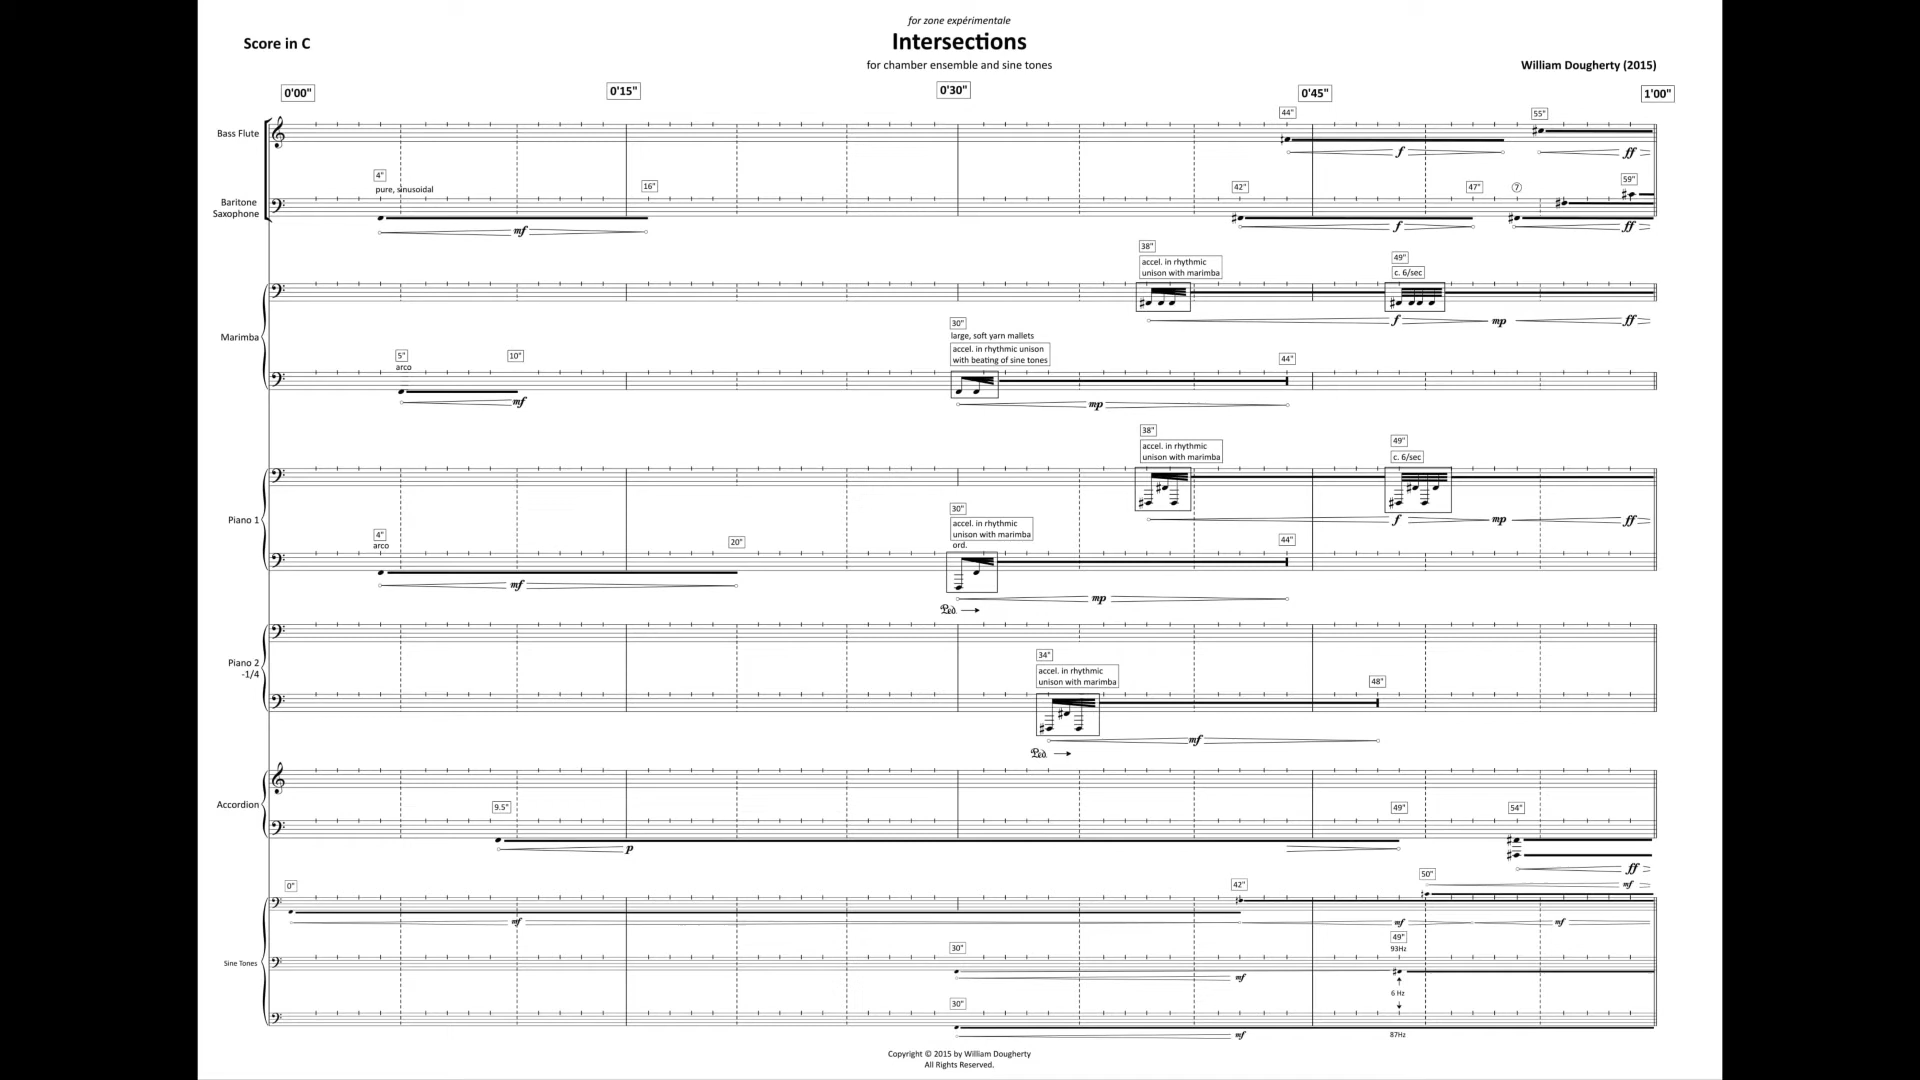 for zone expérimentale
Score in C
Intersections
for chamber ensemble and sine tones
William Dougherty (2015)
0'00"
0'15"
0'30"
0'45"
1'00"
44"
55"
Bass Flute
f
ff
4"
16"
42"
47"
7
59"
pure, sinusoidal
Baritone
Saxophone
mf
f
ff
38"
49"
accel. in rhythmic
unison with marimba
c. 6/sec
f
mp
ff
30"
large, soft yarn mallets
Marimba
accel. in rhythmic unison
with beating of sine tones
5"
10"
44"
arco
mf
mp
38"
49"
accel. in rhythmic
unison with marimba
c. 6/sec
30"
Piano 1
f
mp
ff
accel. in rhythmic
unison with marimba
ord.
4"
20"
44"
arco
mf
mp
Ped.
34"
Piano 2
-1/4
accel. in rhythmic
unison with marimba
48"
mf
Ped.
Accordion
9.5"
49"
54"
p
ff
0"
42"
50"
mf
mf
mf
mf
49"
93Hz
30"
Sine Tones
mf
6 Hz
30"
mf
87Hz
Copyright © 2015 by William Dougherty
All Rights Reserved.